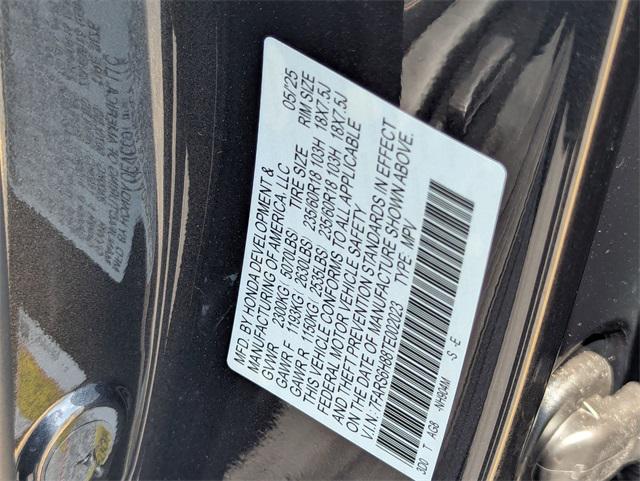 MFD. BY HONDA DEVELOPMENT & 05/25
MANUFACTURING OF AMERICA, LLC
GVWR 2300KG (5070LBS) TIRE SIZE RIM SIZE
GAWR F 1193KG (2630LBS) 235/60R18 103H 18X7.5J
GAWR R 1150KG (2535LBS) 235/60R18 103H 18X7.5J
THIS VEHICLE CONFORMS TO ALL APPLICABLE
FEDERAL MOTOR VEHICLE SAFETY
AND THEFT PREVENTION STANDARDS IN EFFECT
ON THE DATE OF MANUFACTURE SHOWN ABOVE.
V.I.N.: 7FARS6H88TE002023 TYPE: MPV
3D0 T AG8 -NH904M S -E